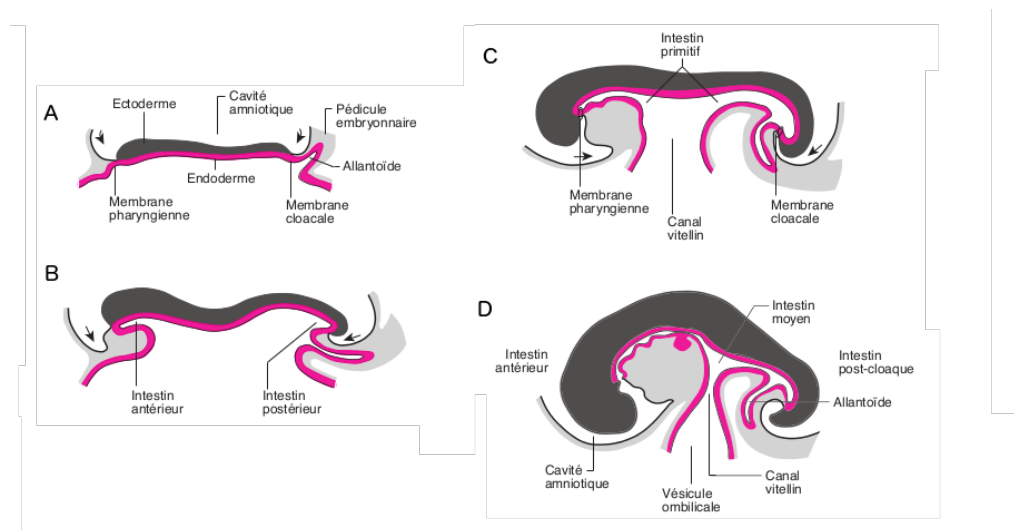 A
Ectoderme
Cavité
amniotique
Pédicule
embryonnaire
Allantoïde
Endoderme
Membrane
pharyngienne
Membrane
cloacale
B
Intestin
antérieur
Intestin
postérieur
C
Intestin
primitif
Membrane
pharyngienne
Canal
vitellin
Membrane
cloacale
D
Intestin
moyen
Intestin
antérieur
Intestin
post-cloaque
Allantoïde
Cavité
amniotique
Canal
vitellin
Vésicule
ombilicale